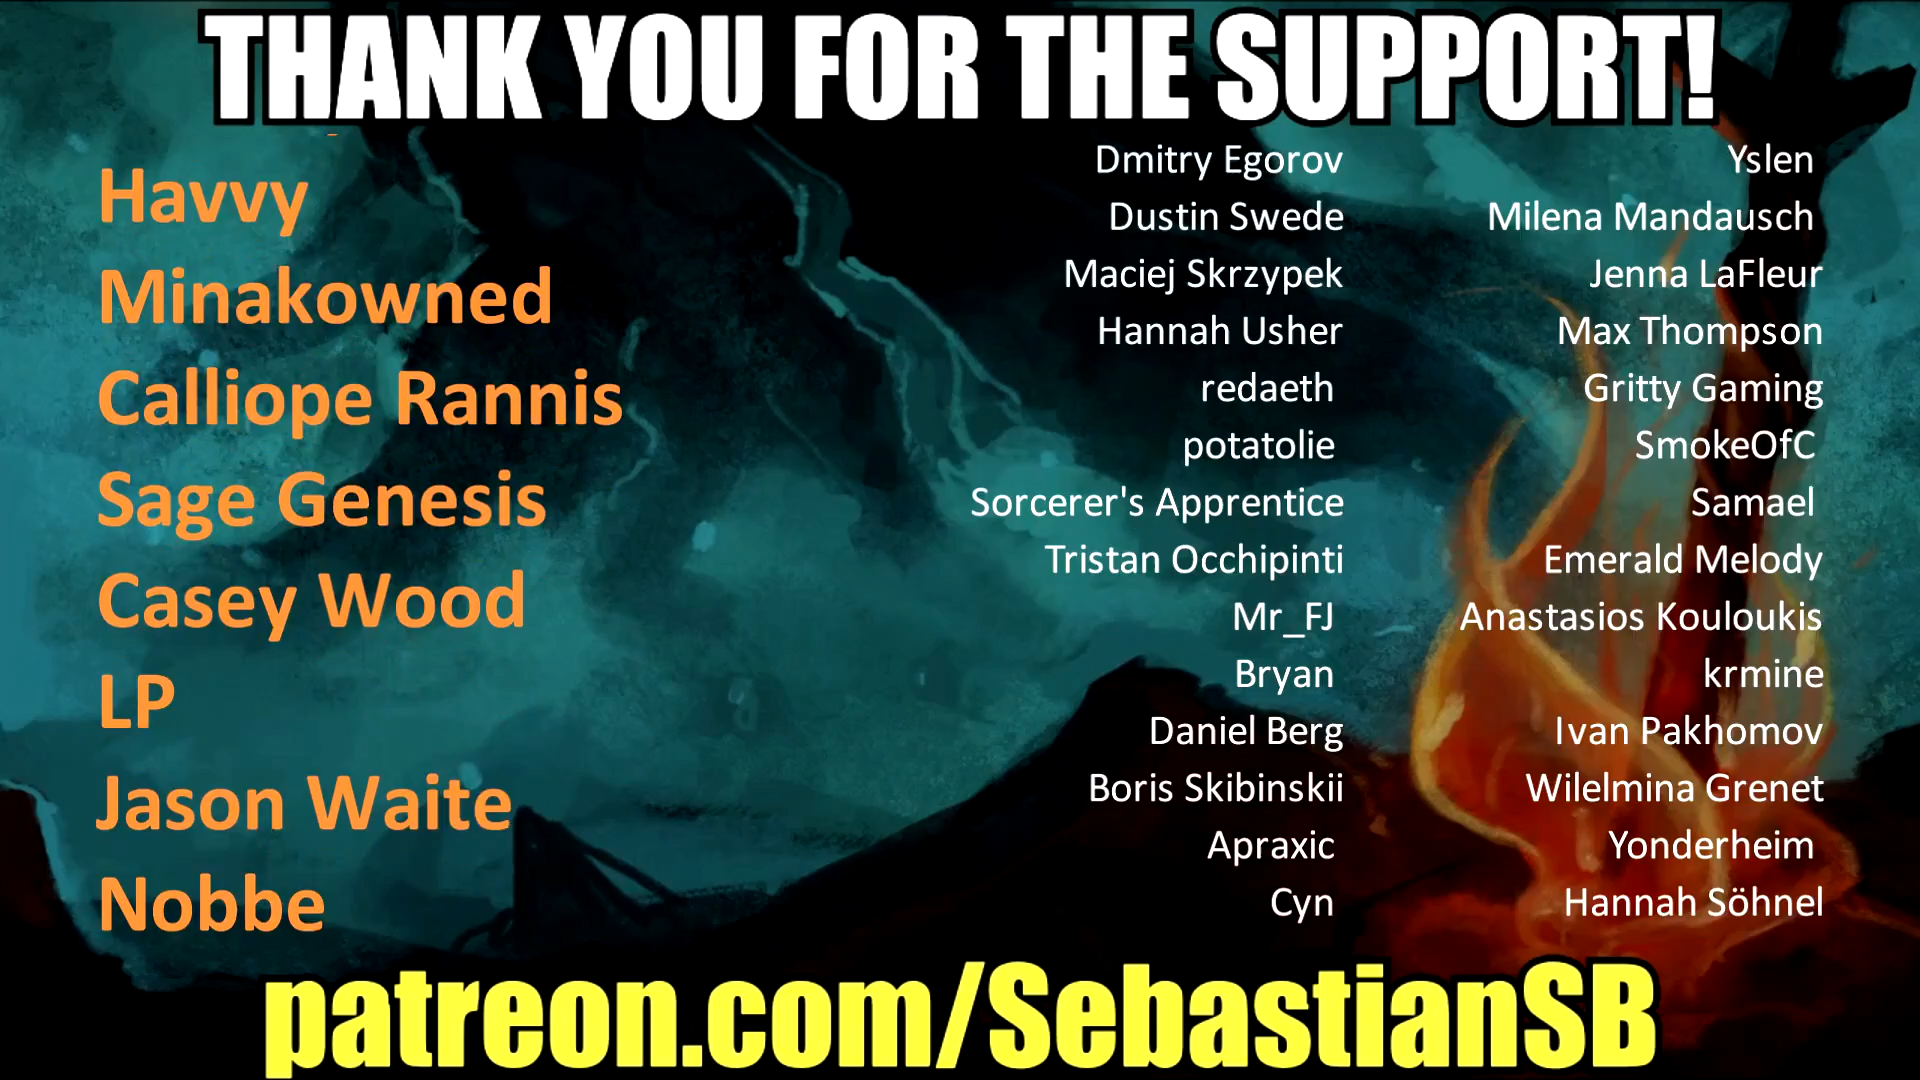 THANK YOU FOR THE SUPPORT!
Havvy
Minakowned
Calliope Rannis
Sage Genesis
Casey Wood
LP
Jason Waite
Nobbe
Dmitry Egorov
Dustin Swede
Maciej Skrzypek
Hannah Usher
redaeth
potatolie
Sorcerer's Apprentice
Tristan Occhipinti
Mr_FJ
Bryan
Daniel Berg
Boris Skibinskii
Apraxic
Cyn
Yslen
Milena Mandausch
Jenna LaFleur
Max Thompson
Gritty Gaming
SmokeOfC
Samael
Emerald Melody
Anastasios Kouloukis
krmine
Ivan Pakhomov
Wilelmina Grenet
Yonderheim
Hannah Söhnel
patreon.com/SebastianSB